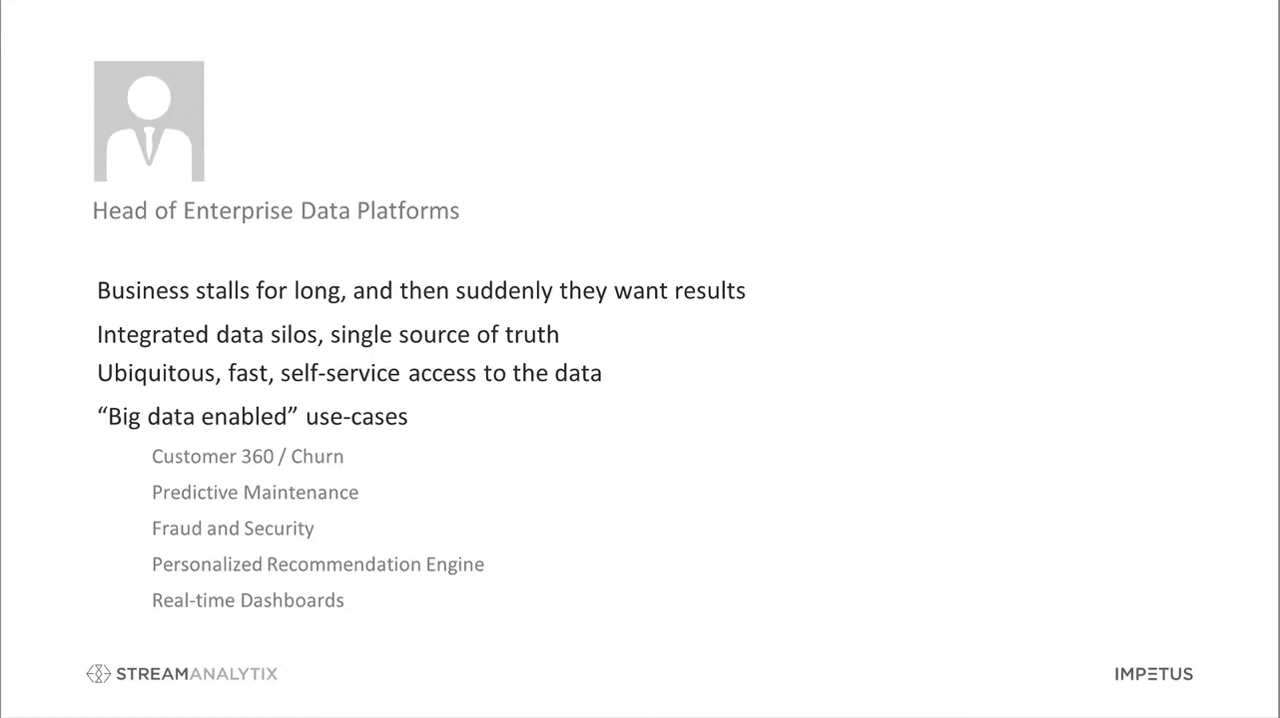 Head of Enterprise Data Platforms
Business stalls for long, and then suddenly they want results
Integrated data silos, single source of truth
Ubiquitous, fast, self-service access to the data
“Big data enabled” use-cases
Customer 360 / Churn
Predictive Maintenance
Fraud and Security
Personalized Recommendation Engine
Real-time Dashboards
STREAMANALYTIX
IMPETUS